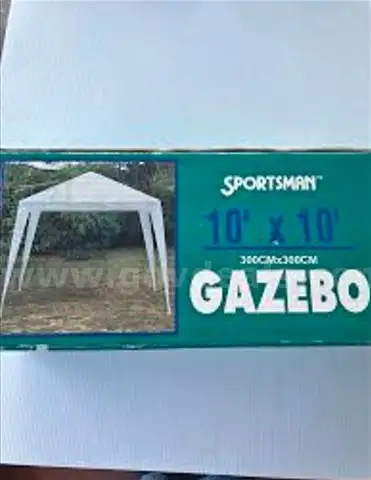 SPORTSMAN™
10' x 10'
300CMx300CM
GAZEBO